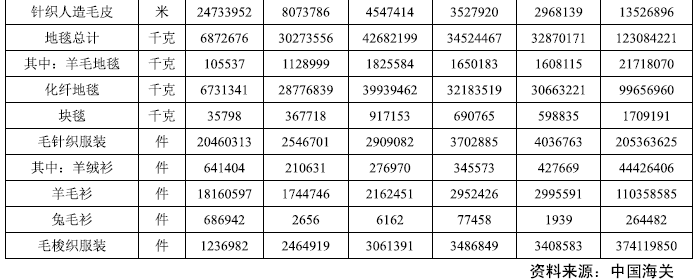 针织人造毛皮 米 24733952 8073786 4547414 3527920 2968139 13526896
地毯总计 千克 6872676 30273556 42682199 34524467 32870171 123084221
其中：羊毛地毯 千克 105537 1128999 1825584 1650183 1608115 21718070
化纤地毯 千克 6731341 28776839 39939462 32183519 30663221 99656960
块毯 千克 35798 367718 917153 690765 598835 1709191
毛针织服装 件 20460313 2546701 2909082 3702885 4036763 205363625
其中：羊绒衫 件 641404 210631 276970 345573 427669 44426406
羊毛衫 件 18160597 1744746 2162451 2952426 2995591 110358585
兔毛衫 件 686942 2656 6162 77458 1939 264482
毛梭织服装 件 1236982 2464919 3061391 3486849 3408583 374119850
资料来源：中国海关